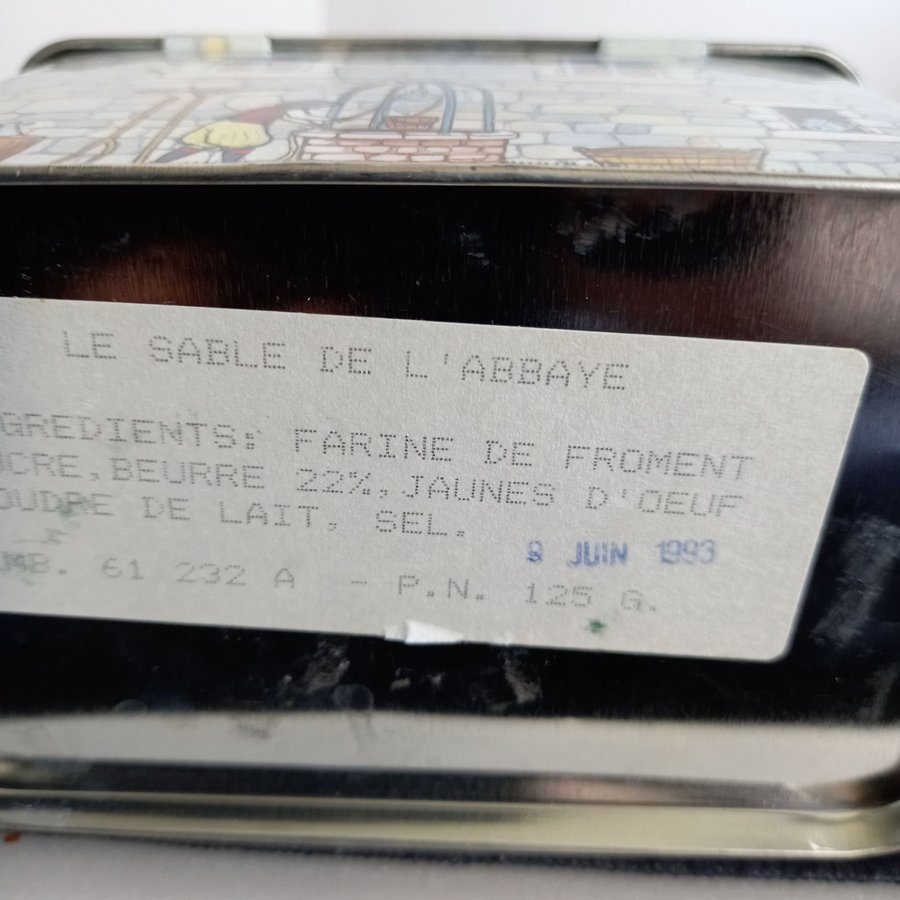 LE SABLE DE L'ABBAYE
GREDIENTS: FARINE DE FROMENT
UCRE,BEURRE 22%,JAUNES D'OEUF
OUDRE DE LAIT, SEL.
9 JUIN 1993
MB. 61 232 A - P.N. 125 G.